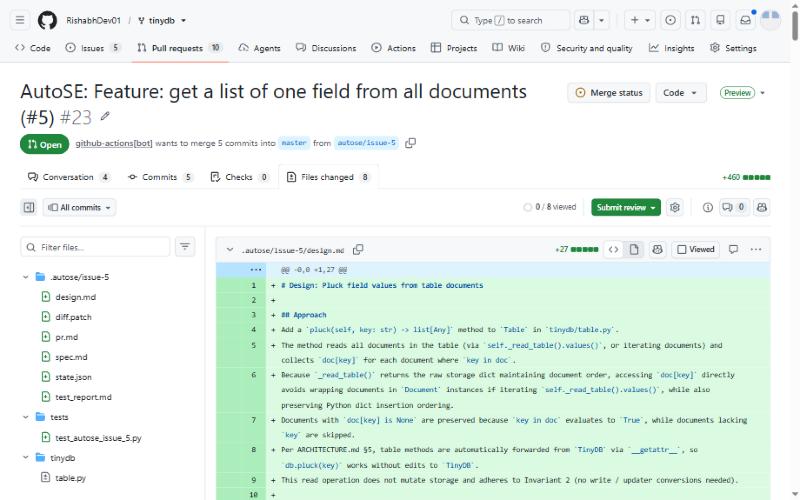 RishabhDev01 / tinydb
Type / to search
Code Issues 5 Pull requests 10 Agents Discussions Actions Projects Wiki Security and quality Insights Settings
AutoSE: Feature: get a list of one field from all documents
(#5) #23
Merge status Code Preview
Open github-actions[bot] wants to merge 5 commits into master from autose/issue-5
Conversation 4 Commits 5 Checks 0 Files changed 8 +460
All commits 0 / 8 viewed Submit review 0
Filter files...
.autose/issue-5
design.md
diff.patch
pr.md
spec.md
state.json
test_report.md
tests
test_autose_issue_5.py
tinydb
table.py
.autose/issue-5/design.md +27 Viewed
@@ -0,0 +1,27 @@
1 + # Design: Pluck field values from table documents
2 +
3 + ## Approach
4 + Add a `pluck(self, key: str) -> list[Any]` method to `Table` in `tinydb/table.py`.
5 + The method reads all documents in the table (via `self._read_table().values()`, or iterating documents) and
collects `doc[key]` for each document where `key in doc`.
6 + Because `_read_table()` returns the raw storage dict maintaining document order, accessing `doc[key]` directly
avoids wrapping documents in `Document` instances if iterating `self._read_table().values()`, while also
preserving Python dict insertion ordering.
7 + Documents with `doc[key] is None` are preserved because `key in doc` evaluates to `True`, while documents lacking
`key` are skipped.
8 + Per ARCHITECTURE.md §5, table methods are automatically forwarded from `TinyDB` via `__getattr__`, so
`db.pluck(key)` works without edits to `TinyDB`.
9 + This read operation does not mutate storage and adheres to Invariant 2 (no write / updater conversions needed).
10 +